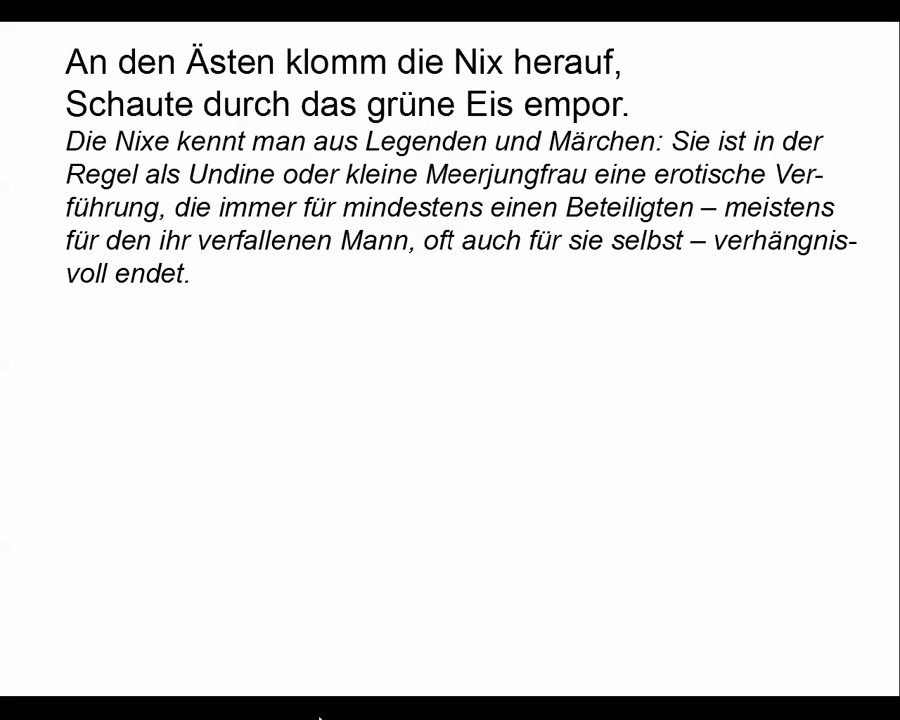 An den Ästen klomm die Nix herauf,
Schaute durch das grüne Eis empor.
Die Nixe kennt man aus Legenden und Märchen: Sie ist in der
Regel als Undine oder kleine Meerjungfrau eine erotische Ver-
führung, die immer für mindestens einen Beteiligten – meistens
für den ihr verfallenen Mann, oft auch für sie selbst – verhängnis-
voll endet.